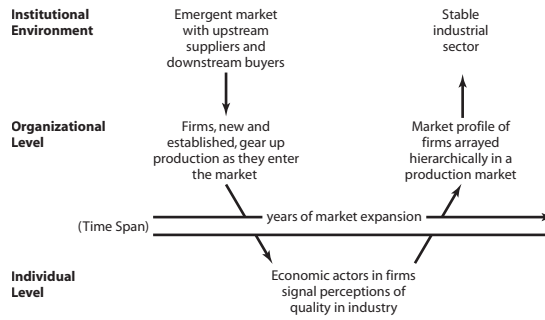 Institutional
Environment
Emergent market
with upstream
suppliers and
downstream buyers
Stable
industrial
sector
Organizational
Level
Firms, new and
established, gear up
production as they enter
the market
Market profile of
firms arrayed
hierarchically in a
production market
(Time Span)
years of market expansion
Individual
Level
Economic actors in firms
signal perceptions of
quality in industry